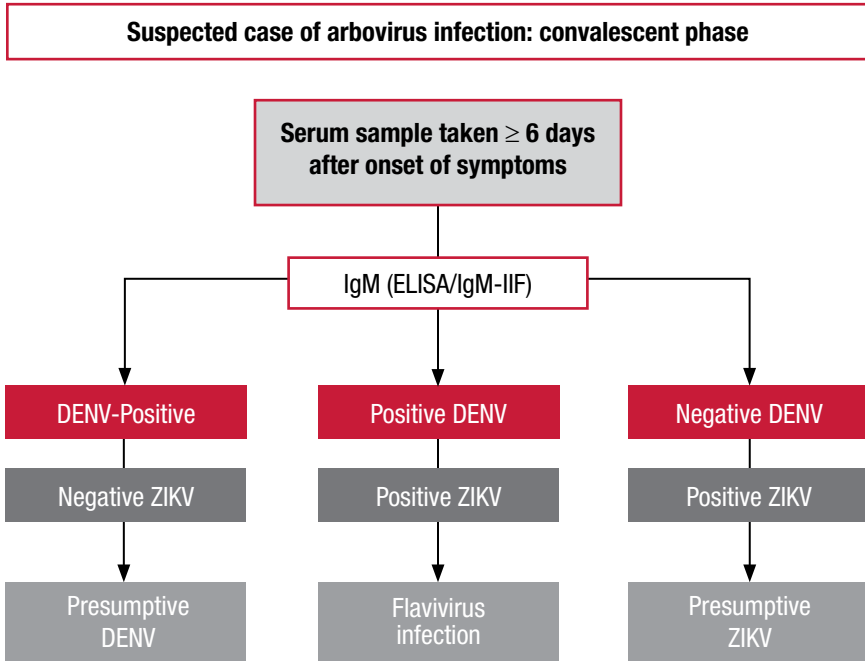 Suspected case of arbovirus infection: convalescent phase
Serum sample taken ≥ 6 days
after onset of symptoms
IgM (ELISA/IgM-IIF)
DENV-Positive
Positive DENV
Negative DENV
Negative ZIKV
Positive ZIKV
Positive ZIKV
Presumptive
DENV
Flavivirus
infection
Presumptive
ZIKV